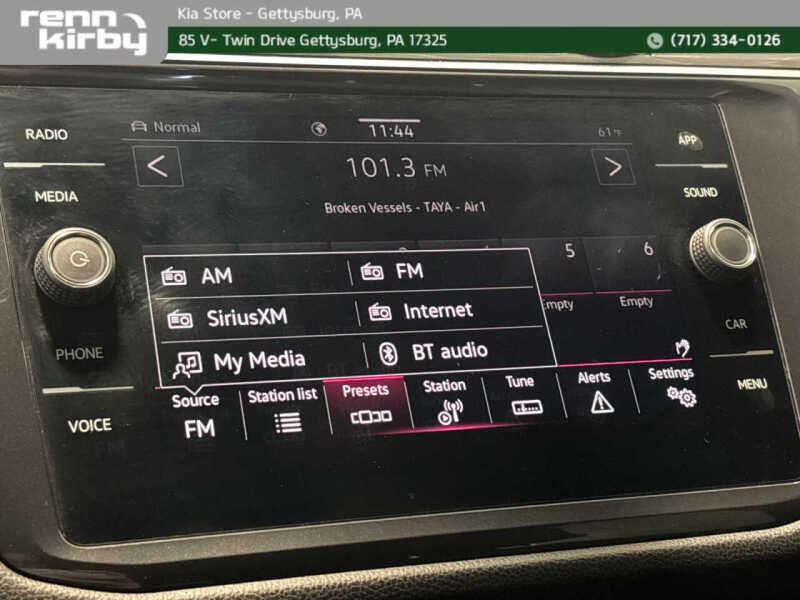 renn kirby
Kia Store - Gettysburg, PA
85 V- Twin Drive Gettysburg, PA 17325
(717) 334-0126
RADIO
Normal
11:44
61°F
APP
MEDIA
<
101.3 FM
>
SOUND
Broken Vessels - TAYA - Air1
5
6
AM
FM
Empty
Empty
SiriusXM
Internet
CAR
PHONE
My Media
BT audio
MENU
VOICE
Source
Station list
Presets
Station
Tune
Alerts
Settings
FM